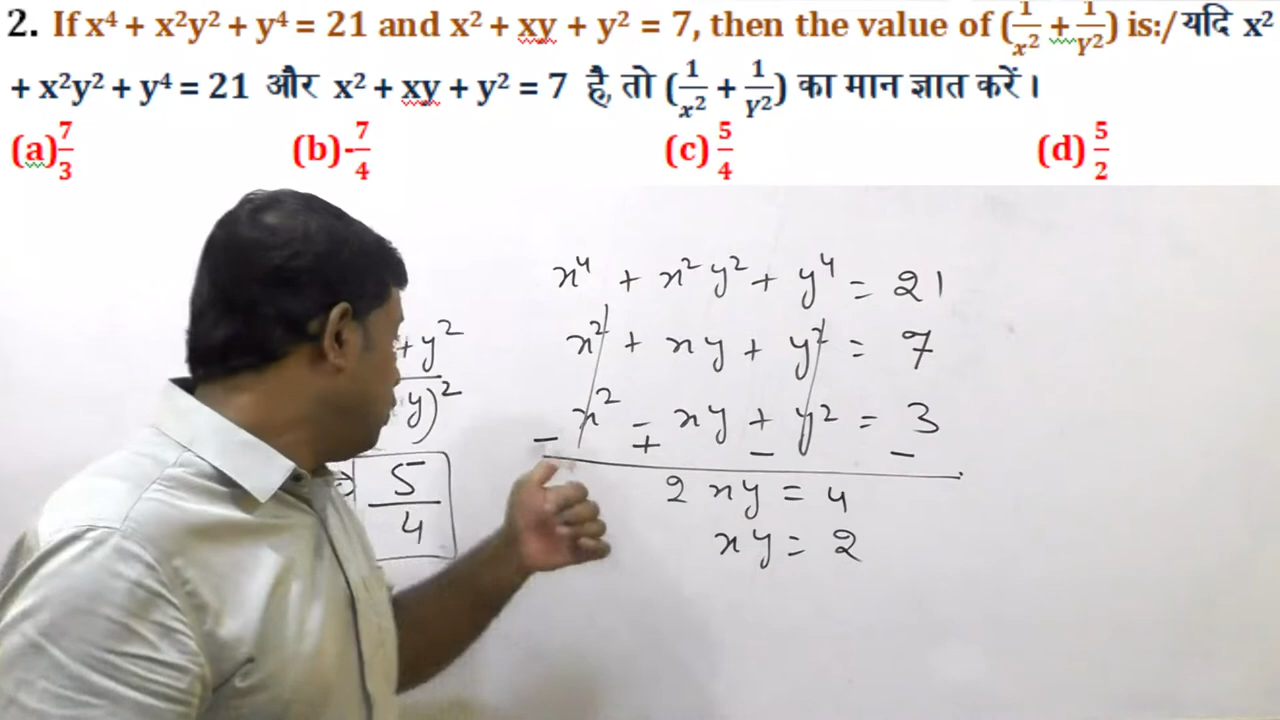 2. If x⁴ + x²y² + y⁴ = 21 and x² + xy + y² = 7, then the value of (1/x² + 1/Y²) is:/ यदि x²
+ x²y² + y⁴ = 21 और x² + xy + y² = 7 है, तो (1/x² + 1/Y²) का मान ज्ञात करें।
(a) 7/3 (b) -7/4 (c) 5/4 (d) 5/2
x⁴ + x²y² + y⁴ = 21
x² + xy + y² = 7
x² - xy + y² = 3
- + - -
2xy = 4
xy = 2
+ y²
y)²
5/4